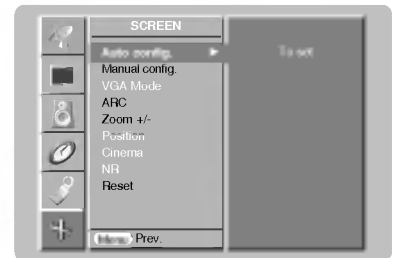 SCREEN
Auto config. ▶ To set
Manual config.
VGA Mode
ARC
Zoom +/-
Position
Cinema
NR
Reset
Menu Prev.